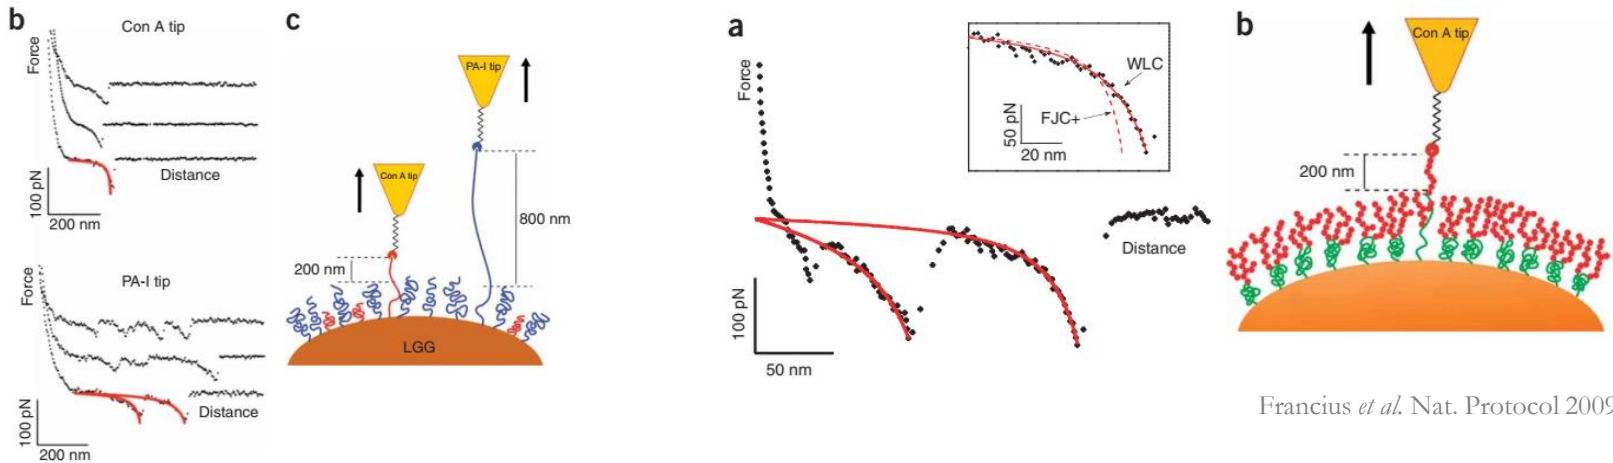 b
Con A tip
Force
Distance
100 pN
200 nm
PA-I tip
Force
Distance
100 pN
200 nm
c
PA-I tip
Con A tip
800 nm
200 nm
LGG
a
Force
WLC
FJC+
50 pN
20 nm
Distance
100 pN
50 nm
b
Con A tip
200 nm
Francius et al. Nat. Protocol 2009